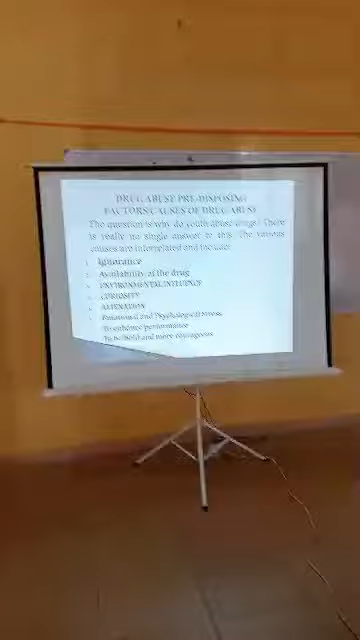 DRUG ABUSE PRE-DISPOSING
FACTORS/CAUSES OF DRUG ABUSE
The question is why do youth abuse drugs? There
is really no single answer to this. The various
causes are interrelated and include:
Ignorance
Availability of the drug
ENVIRONMENTAL INFLUENCE
CURIOSITY
ALIENATION
Emotional and Psychological stress
To enhance performance
To be Bold and more courageous